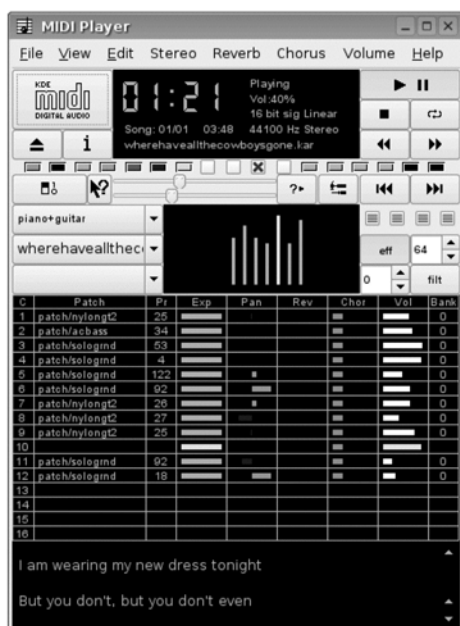 MIDI Player
File View Edit Stereo Reverb Chorus Volume Help
KDE
midi
DIGITAL AUDIO
01:21
Playing
Vol:40%
16 bit sig Linear
Song: 01/01 03:48 44100 Hz Stereo
wherehaveallthecowboysgone.kar
i
?
?
piano+guitar
wherehaveallthec
eff 64
0 filt
C Patch Pr Exp Pan Rev Chor Vol Bank
1 patch/nylongt2 25 0
2 patch/acbass 34 0
3 patch/sologrnd 53 0
4 patch/sologrnd 4 0
5 patch/sologrnd 122 0
6 patch/sologrnd 92 0
7 patch/nylongt2 26 0
8 patch/nylongt2 27 0
9 patch/nylongt2 25 0
10
11 patch/sologrnd 92 0
12 patch/sologrnd 18 0
13
14
15
16
I am wearing my new dress tonight
But you don't, but you don't even